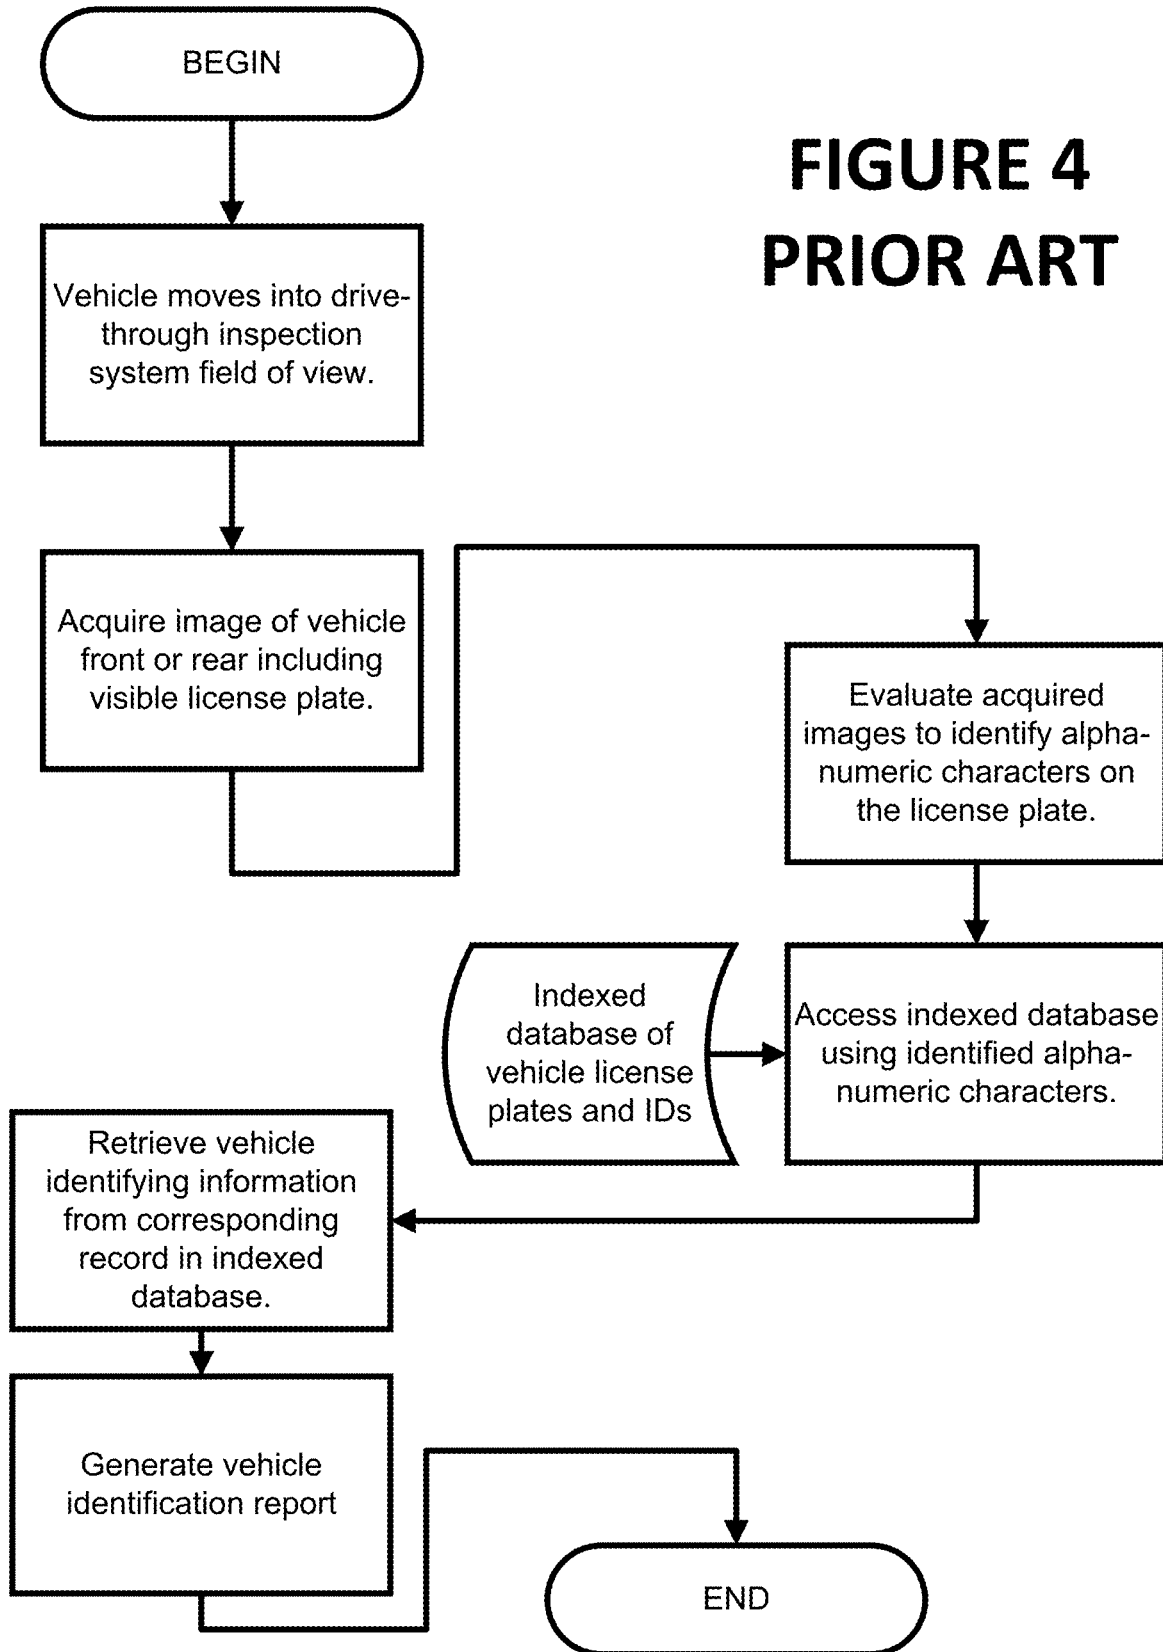 BEGIN
FIGURE 4
PRIOR ART
Vehicle moves into drive-
through inspection
system field of view.
Acquire image of vehicle
front or rear including
visible license plate.
Evaluate acquired
images to identify alpha-
numeric characters on
the license plate.
Indexed
database of
vehicle license
plates and IDs
Access indexed database
using identified alpha-
numeric characters.
Retrieve vehicle
identifying information
from corresponding
record in indexed
database.
Generate vehicle
identification report
END